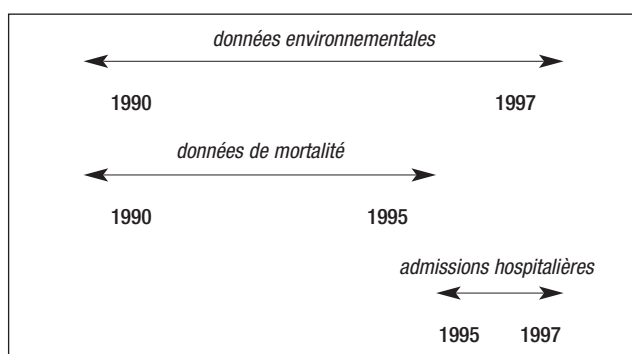 données environnementales
1990 1997
données de mortalité
1990 1995
admissions hospitalières
1995 1997